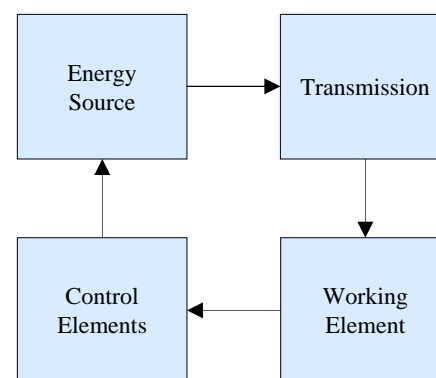 Energy
Source
Transmission
Control
Elements
Working
Element